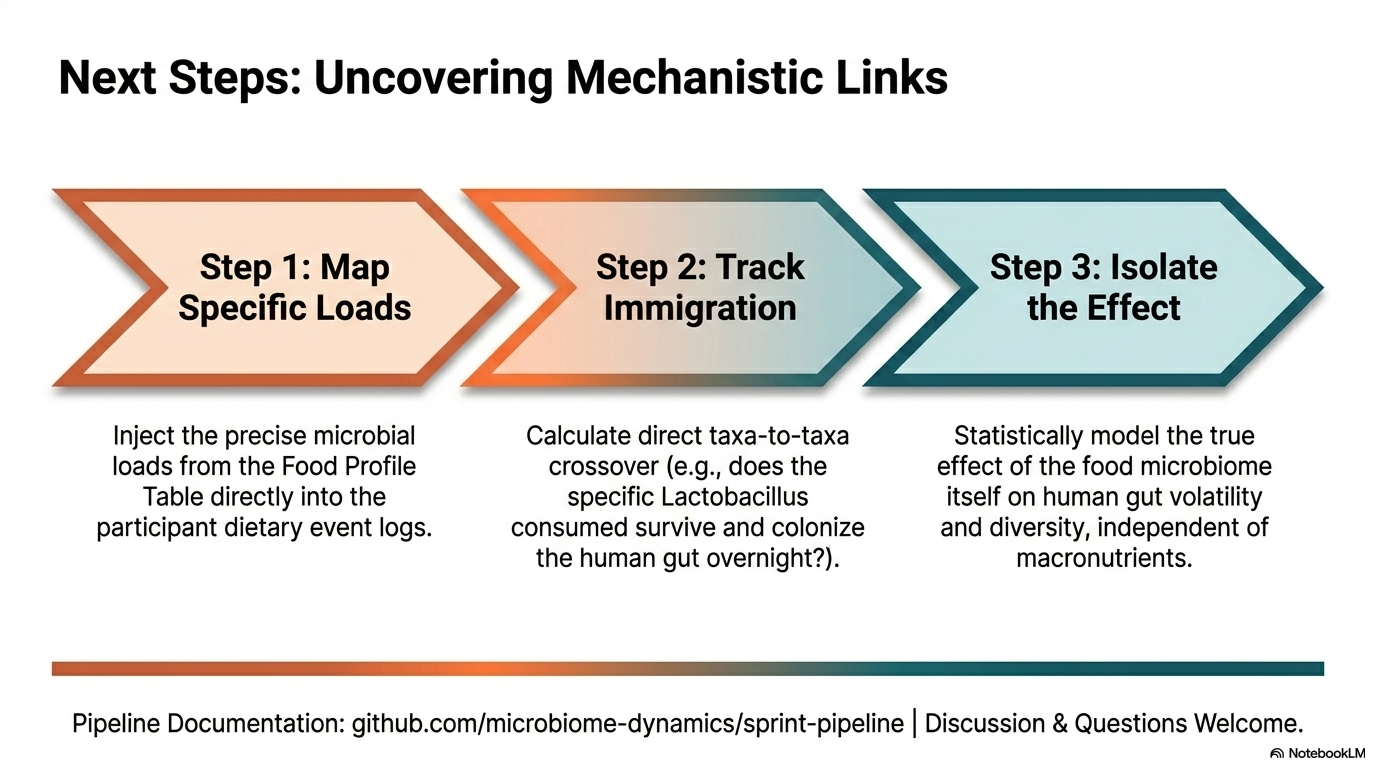 Next Steps: Uncovering Mechanistic Links
Step 1: Map
Specific Loads
Inject the precise microbial
loads from the Food Profile
Table directly into the
participant dietary event logs.
Step 2: Track
Immigration
Calculate direct taxa-to-taxa
crossover (e.g., does the
specific Lactobacillus
consumed survive and colonize
the human gut overnight?).
Step 3: Isolate
the Effect
Statistically model the true
effect of the food microbiome
itself on human gut volatility
and diversity, independent of
macronutrients.
Pipeline Documentation: github.com/microbiome-dynamics/sprint-pipeline | Discussion & Questions Welcome.
NotebookLM